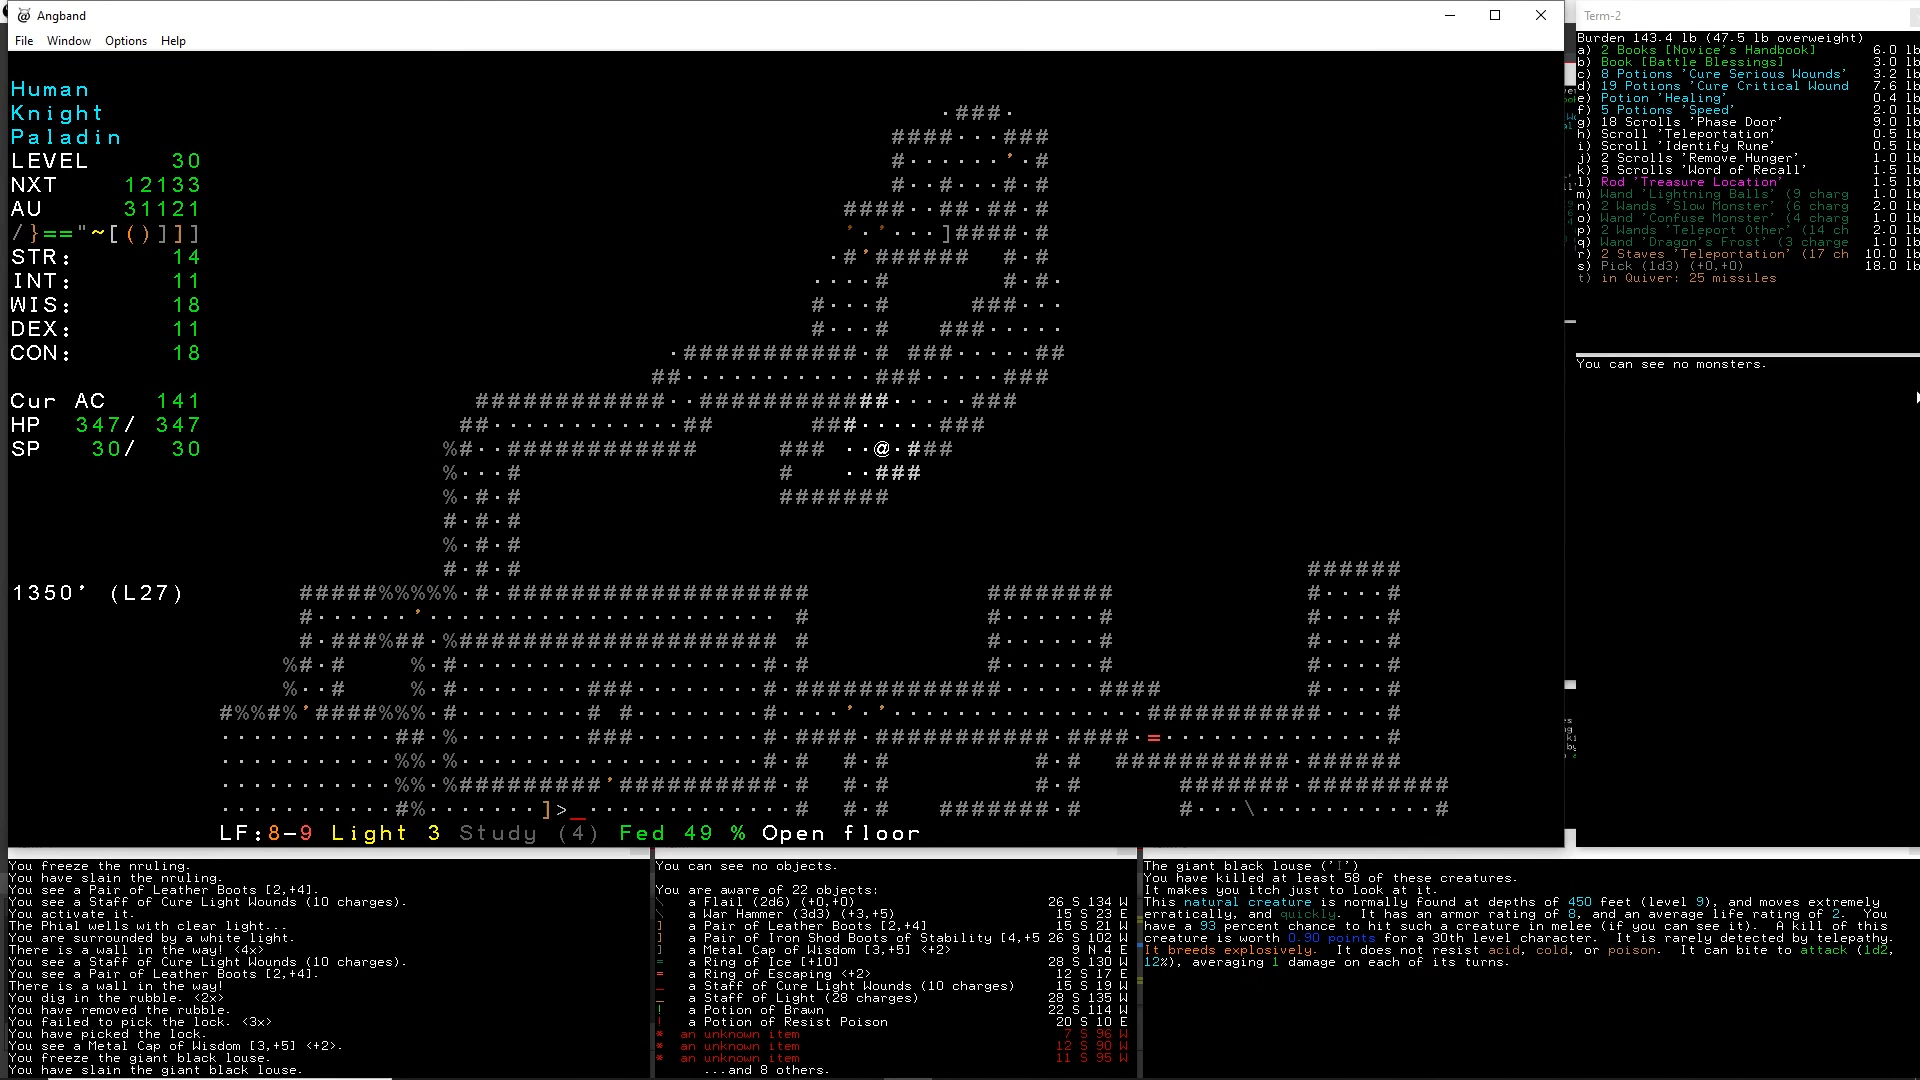 Angband
File Window Options Help
Human
Knight
Paladin
LEVEL 30
NXT 12133
AU 31121
/}=="~[()]]]
STR: 14
INT: 11
WIS: 18
DEX: 11
CON: 18
Cur AC 141
HP 347/ 347
SP 30/ 30
1350' (L27)
LF:8-9 Light 3 Study (4) Fed 49 % Open floor
Term-2
Burden 143.4 lb (47.5 lb overweight)
a) 2 Books [Novice's Handbook] 6.0 lb
b) Book [Battle Blessings] 3.0 lb
c) 8 Potions 'Cure Serious Wounds' 3.2 lb
d) 19 Potions 'Cure Critical Wound 7.6 lb
e) Potion 'Healing' 0.4 lb
f) 5 Potions 'Speed' 2.0 lb
g) 18 Scrolls 'Phase Door' 9.0 lb
h) Scroll 'Teleportation' 0.5 lb
i) Scroll 'Identify Rune' 0.5 lb
j) 2 Scrolls 'Remove Hunger' 1.0 lb
k) 3 Scrolls 'Word of Recall' 1.5 lb
l) Rod 'Treasure Location' 1.5 lb
m) Wand 'Lightning Balls' (9 charg 1.0 lb
n) 2 Wands 'Slow Monster' (6 charg 2.0 lb
o) Wand 'Confuse Monster' (4 charg 1.0 lb
p) 2 Wands 'Teleport Other' (14 ch 2.0 lb
q) Wand 'Dragon's Frost' (3 charge 1.0 lb
r) 2 Staves 'Teleportation' (17 ch 10.0 lb
s) Pick (1d3) (+0,+0) 18.0 lb
t) in Quiver: 25 missiles
You can see no monsters.
You freeze the nruling.
You have slain the nruling.
You see a Pair of Leather Boots [2,+4].
You see a Staff of Cure Light Wounds (10 charges).
You activate it.
The Phial wells with clear light...
You are surrounded by a white light.
There is a wall in the way! <4x>
You see a Staff of Cure Light Wounds (10 charges).
You see a Pair of Leather Boots [2,+4].
There is a wall in the way!
You dig in the rubble. <2x>
You have removed the rubble.
You failed to pick the lock. <3x>
You have picked the lock.
You see a Metal Cap of Wisdom [3,+5] <+2>.
You freeze the giant black louse.
You have slain the giant black louse.
You can see no objects.
You are aware of 22 objects:
\ a Flail (2d6) (+0,+0) 26 S 134 W
\ a War Hammer (3d3) (+3,+5) 15 S 23 E
] a Pair of Leather Boots [2,+4] 15 S 21 W
] a Pair of Iron Shod Boots of Stability [4,+5 26 S 102 W
] a Metal Cap of Wisdom [3,+5] <+2> 9 N 4 E
= a Ring of Ice [+10] 28 S 130 W
= a Ring of Escaping <+2> 12 S 17 E
_ a Staff of Cure Light Wounds (10 charges) 15 S 19 W
_ a Staff of Light (28 charges) 28 S 135 W
! a Potion of Brawn 22 S 114 W
! a Potion of Resist Poison 20 S 10 E
* an unknown item 7 S 96 W
* an unknown item 12 S 90 W
* an unknown item 11 S 95 W
...and 8 others.
The giant black louse ('I')
You have killed at least 58 of these creatures.
It makes you itch just to look at it.
This natural creature is normally found at depths of 450 feet (level 9), and moves extremely
erratically, and quickly. It has an armor rating of 8, and an average life rating of 2. You
have a 93 percent chance to hit such a creature in melee (if you can see it). A kill of this
creature is worth 0.90 points for a 30th level character. It is rarely detected by telepathy.
It breeds explosively. It does not resist acid, cold, or poison. It can bite to attack (1d2,
12%), averaging 1 damage on each of its turns.